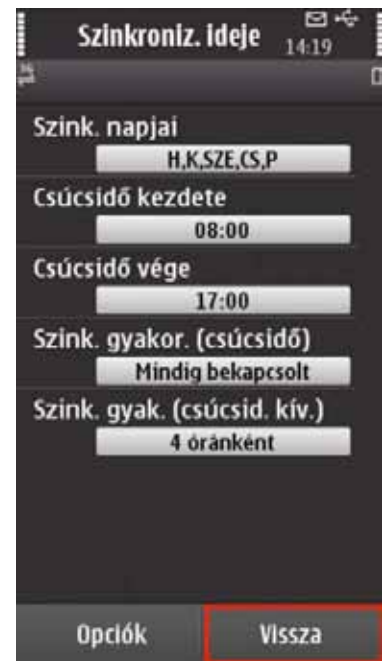 Szinkroniz. ideje 14:19
Szink. napjai
H,K,SZE,CS,P
Csúcsidő kezdete
08:00
Csúcsidő vége
17:00
Szink. gyakor. (csúcsidő)
Mindig bekapcsolt
Szink. gyak. (csúcsid. kív.)
4 óránként
Opciók Vissza